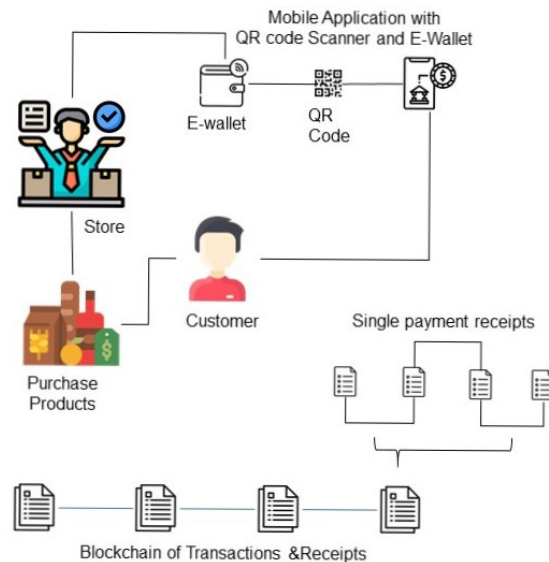 Mobile Application with
QR code Scanner and E-Wallet
E-wallet
QR
Code
Store
Customer
Purchase
Products
Single payment receipts
Blockchain of Transactions &Receipts